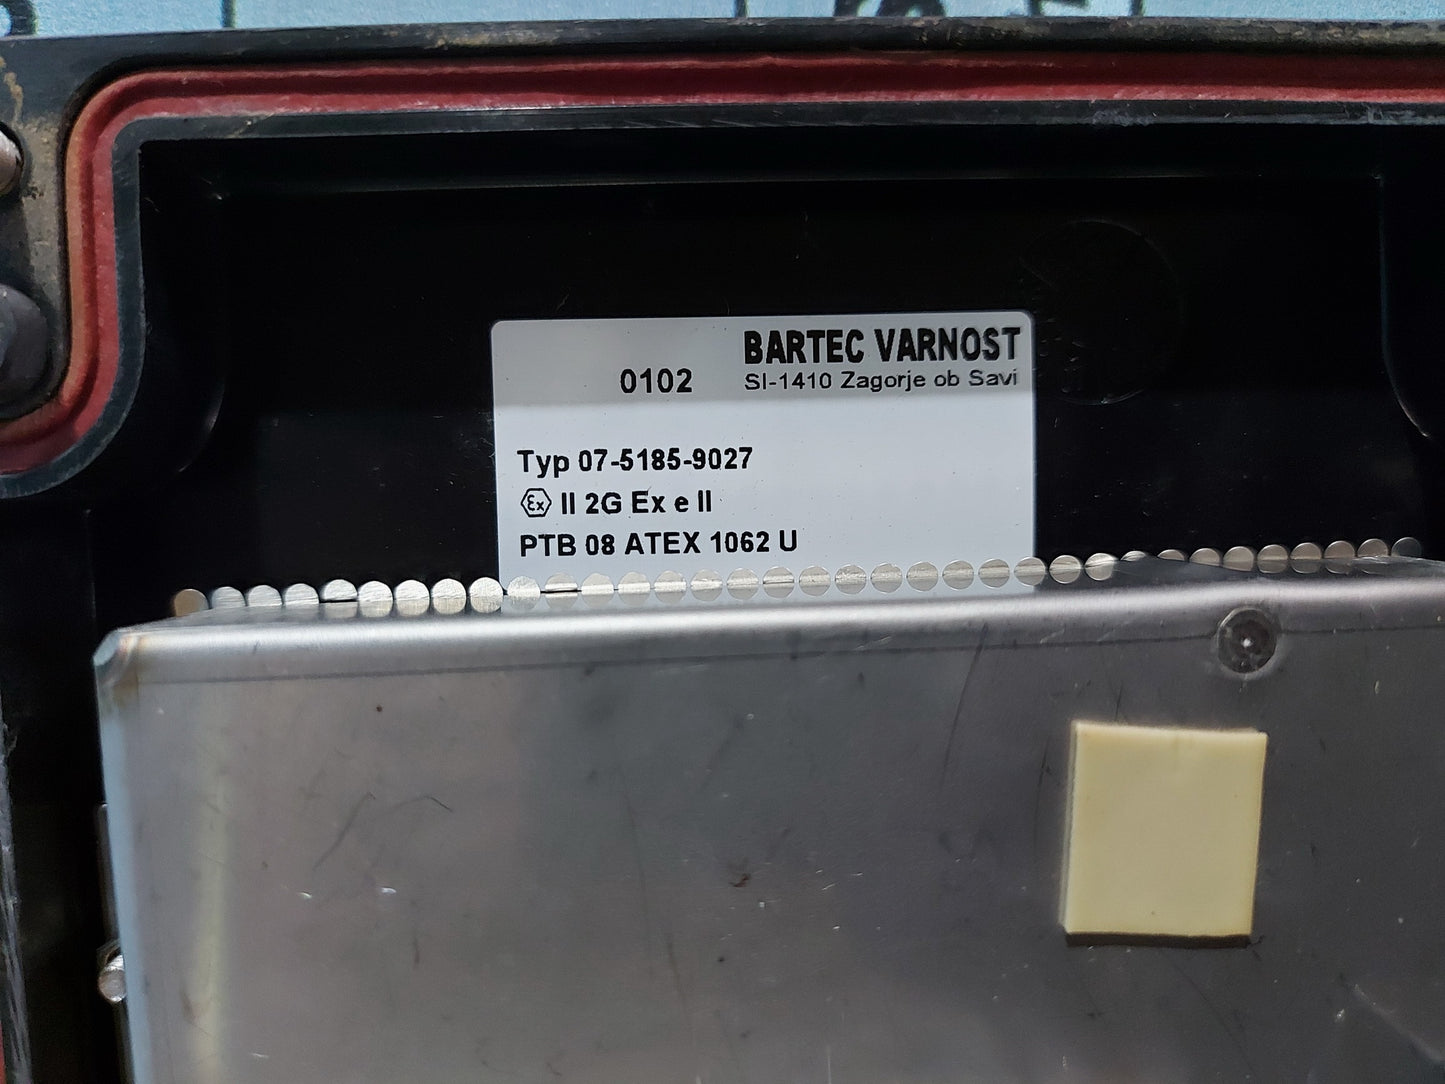 BARTEC VARNOST
0102 SI-1410 Zagorje ob Savi
Typ 07-5185-9027
Ex II 2G Ex e II
PTB 08 ATEX 1062 U